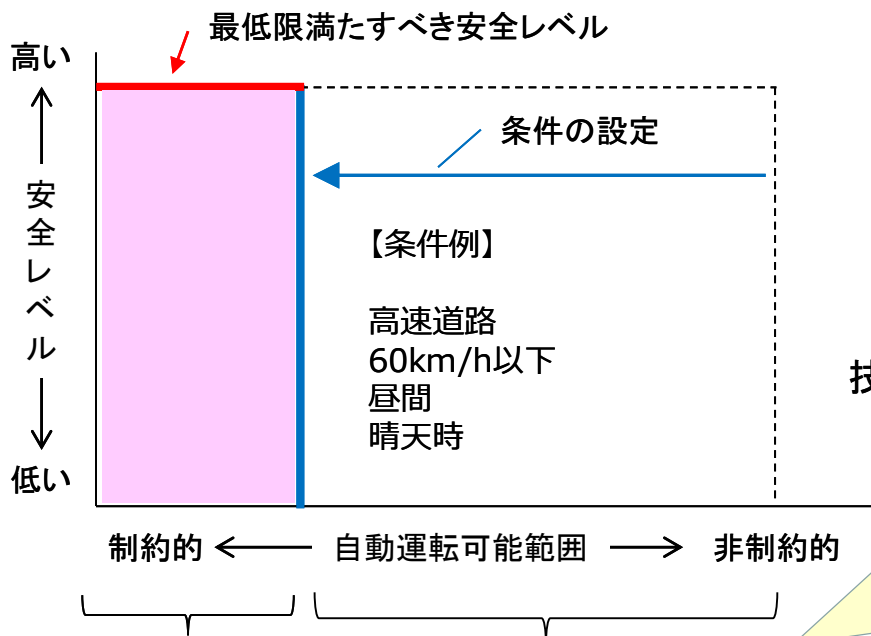 最低限満たすべき安全レベル
高い
条件の設定
安全レベル
【条件例】
高速道路
60km/h以下
昼間
晴天時
技
低い
制約的
自動運転可能範囲
非制約的